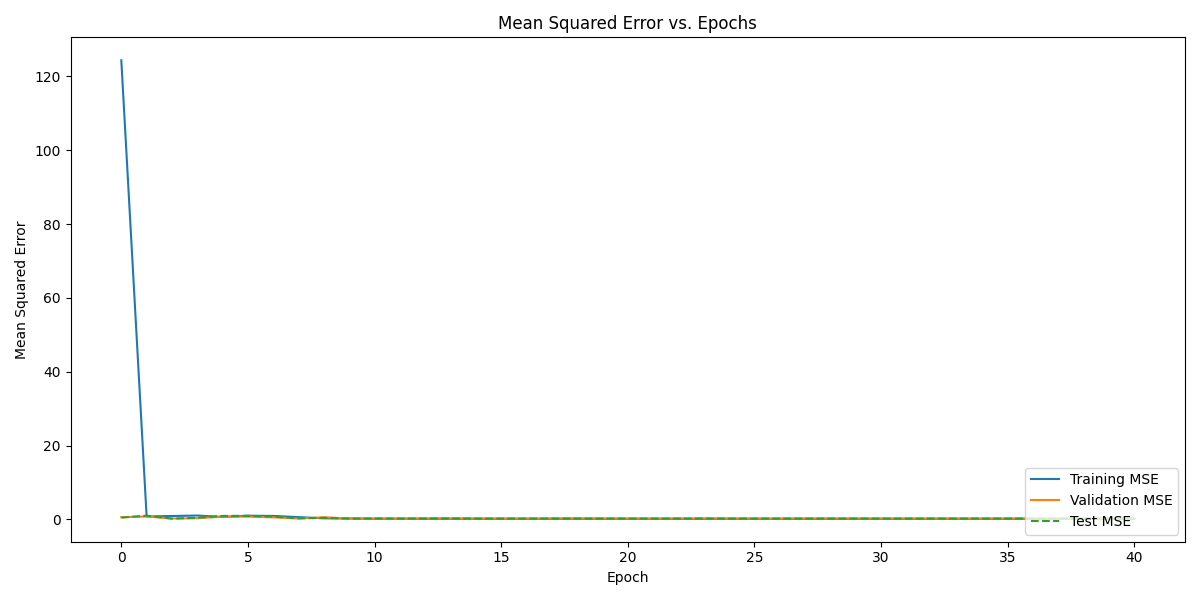 Mean Squared Error vs. Epochs
Mean Squared Error
120
100
80
60
40
20
0
0 5 10 15 20 25 30 35 40
Epoch
Training MSE
Validation MSE
Test MSE